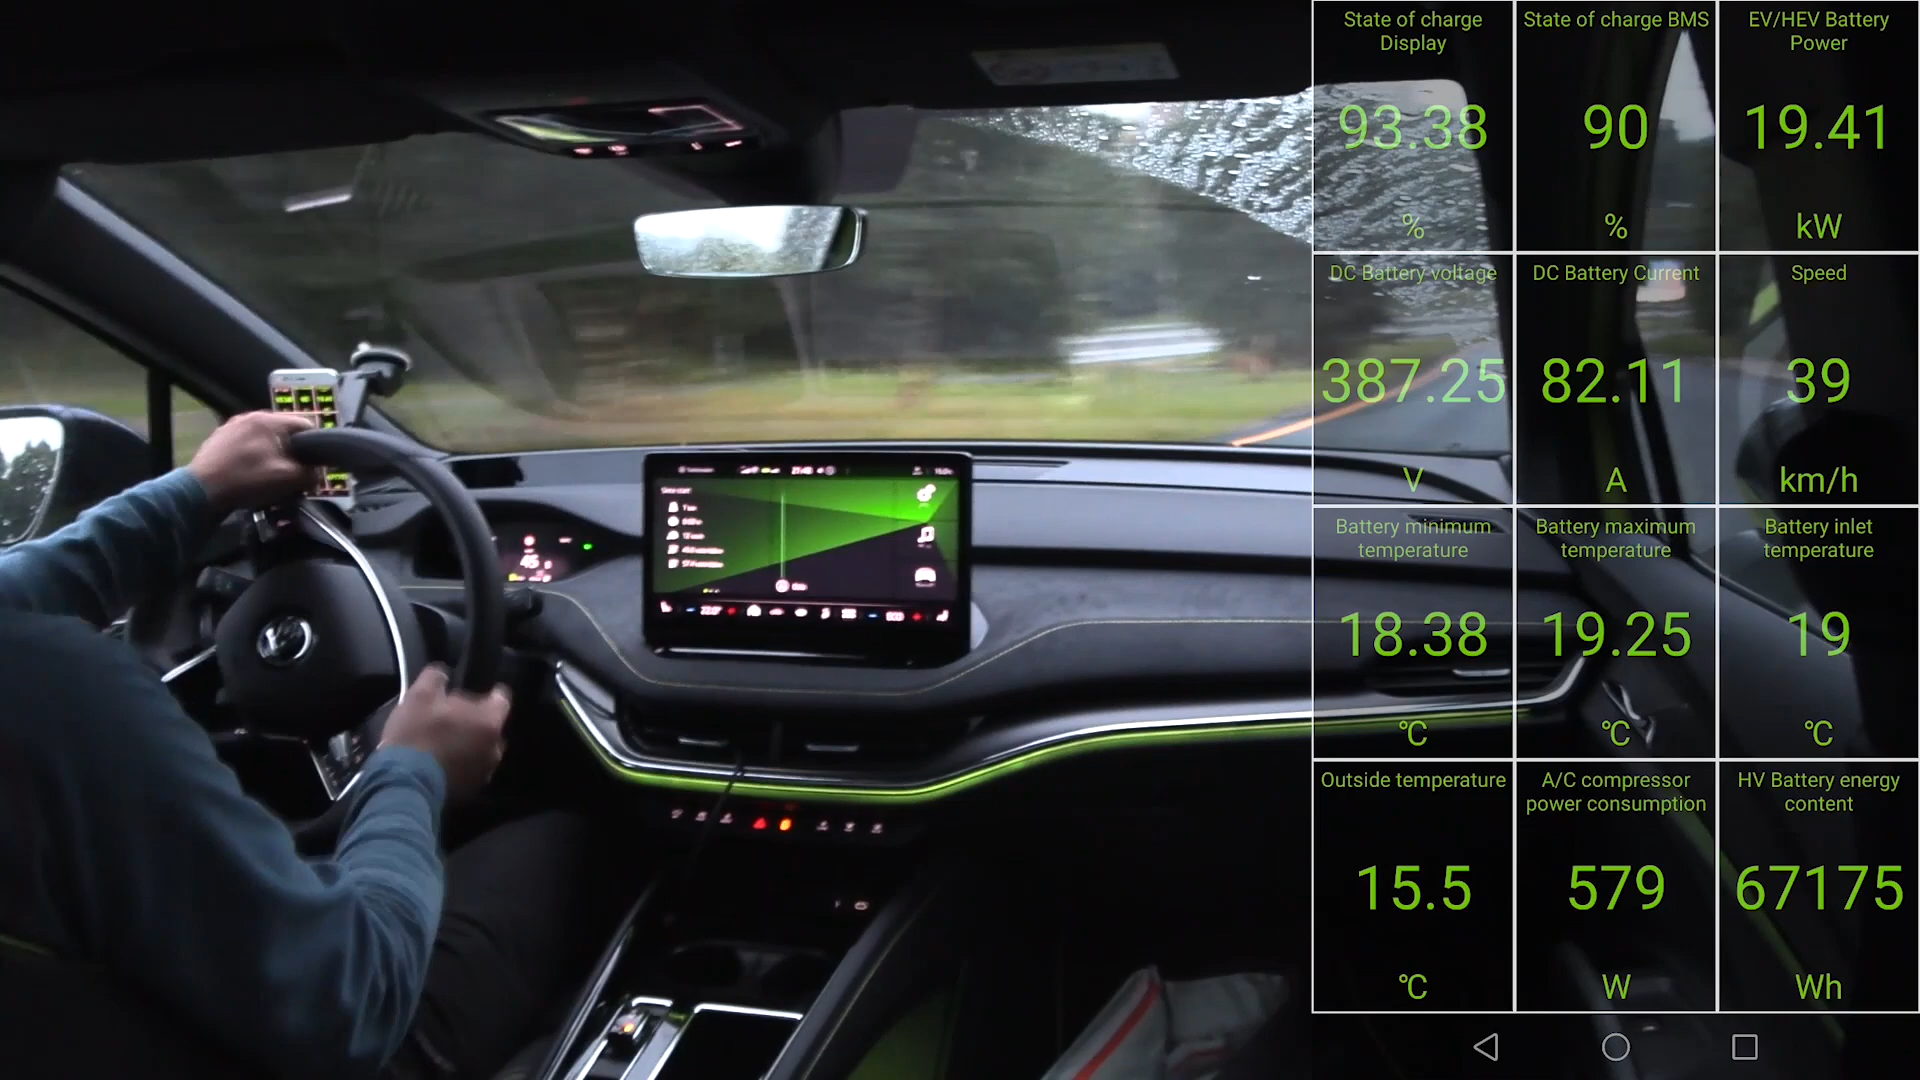 State of charge
Display
93.38
%
State of charge BMS
90
%
EV/HEV Battery
Power
19.41
kW
DC Battery voltage
387.25
V
DC Battery Current
82.11
A
Speed
39
km/h
Battery minimum
temperature
18.38
℃
Battery maximum
temperature
19.25
℃
Battery inlet
temperature
19
℃
Outside temperature
15.5
℃
A/C compressor
power consumption
579
W
HV Battery energy
content
67175
Wh